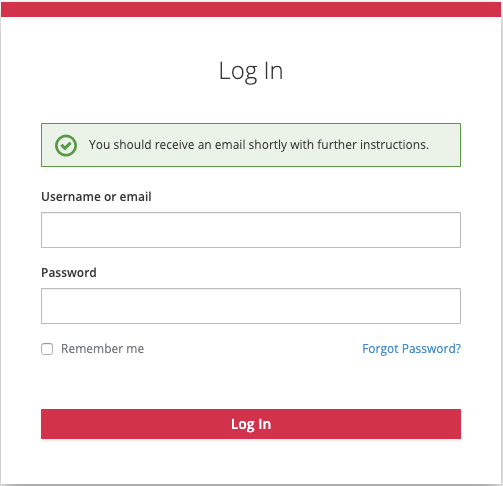 Log In
You should receive an email shortly with further instructions.
Username or email
Password
Remember me
Forgot Password?
Log In